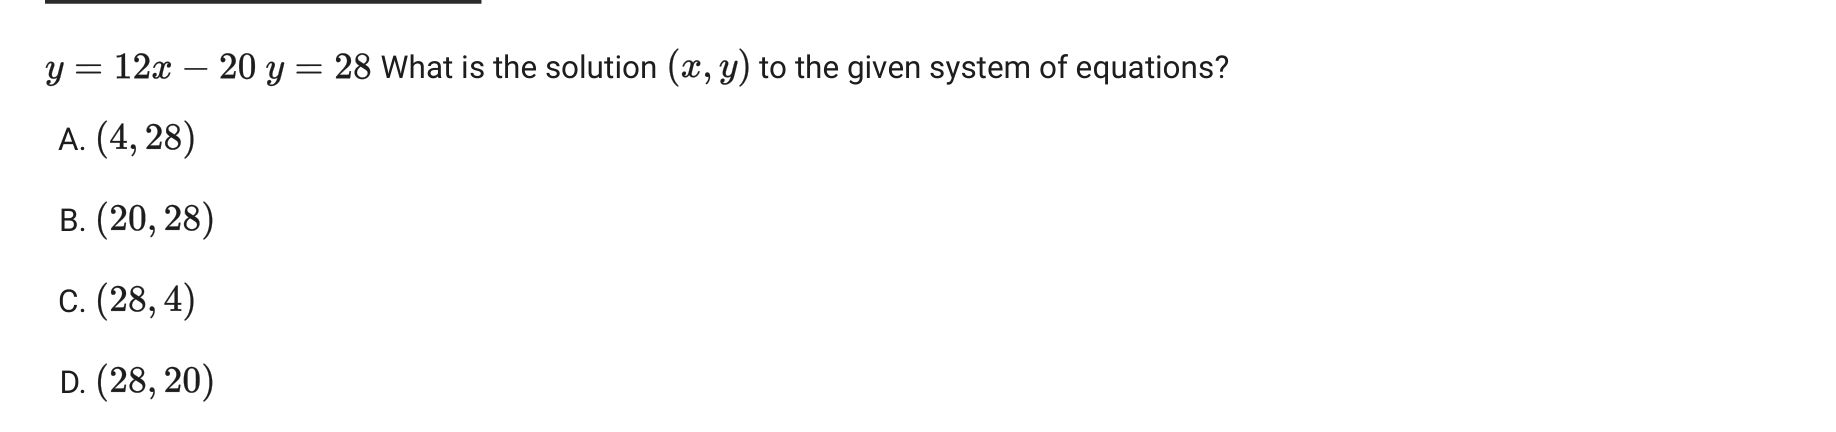 y = 12x − 20 y = 28 What is the solution (x, y) to the given system of equations?
A. (4, 28)
B. (20, 28)
C. (28, 4)
D. (28, 20)